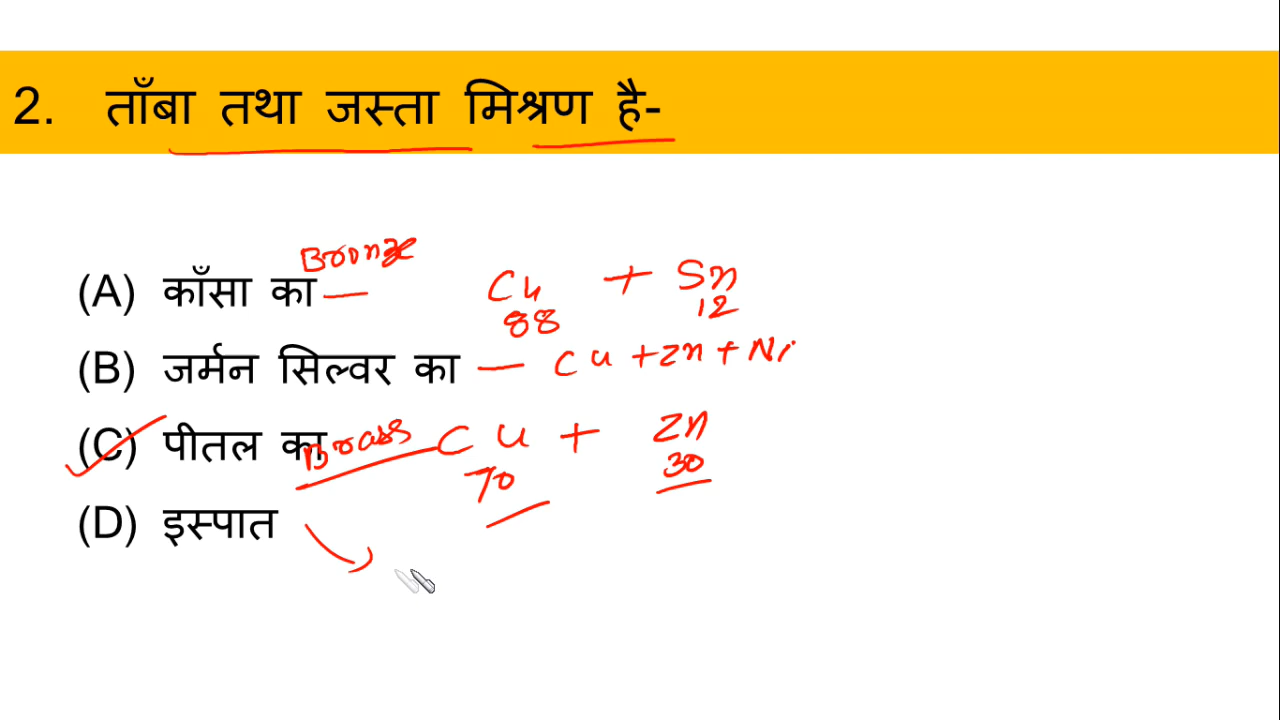 2. ताँबा तथा जस्ता मिश्रण है-
Bronze
(A) काँसा का — Cu + Sn
88 12
(B) जर्मन सिल्वर का — Cu + Zn + Ni
(C) पीतल का Brass Cu + Zn
70 30
(D) इस्पात